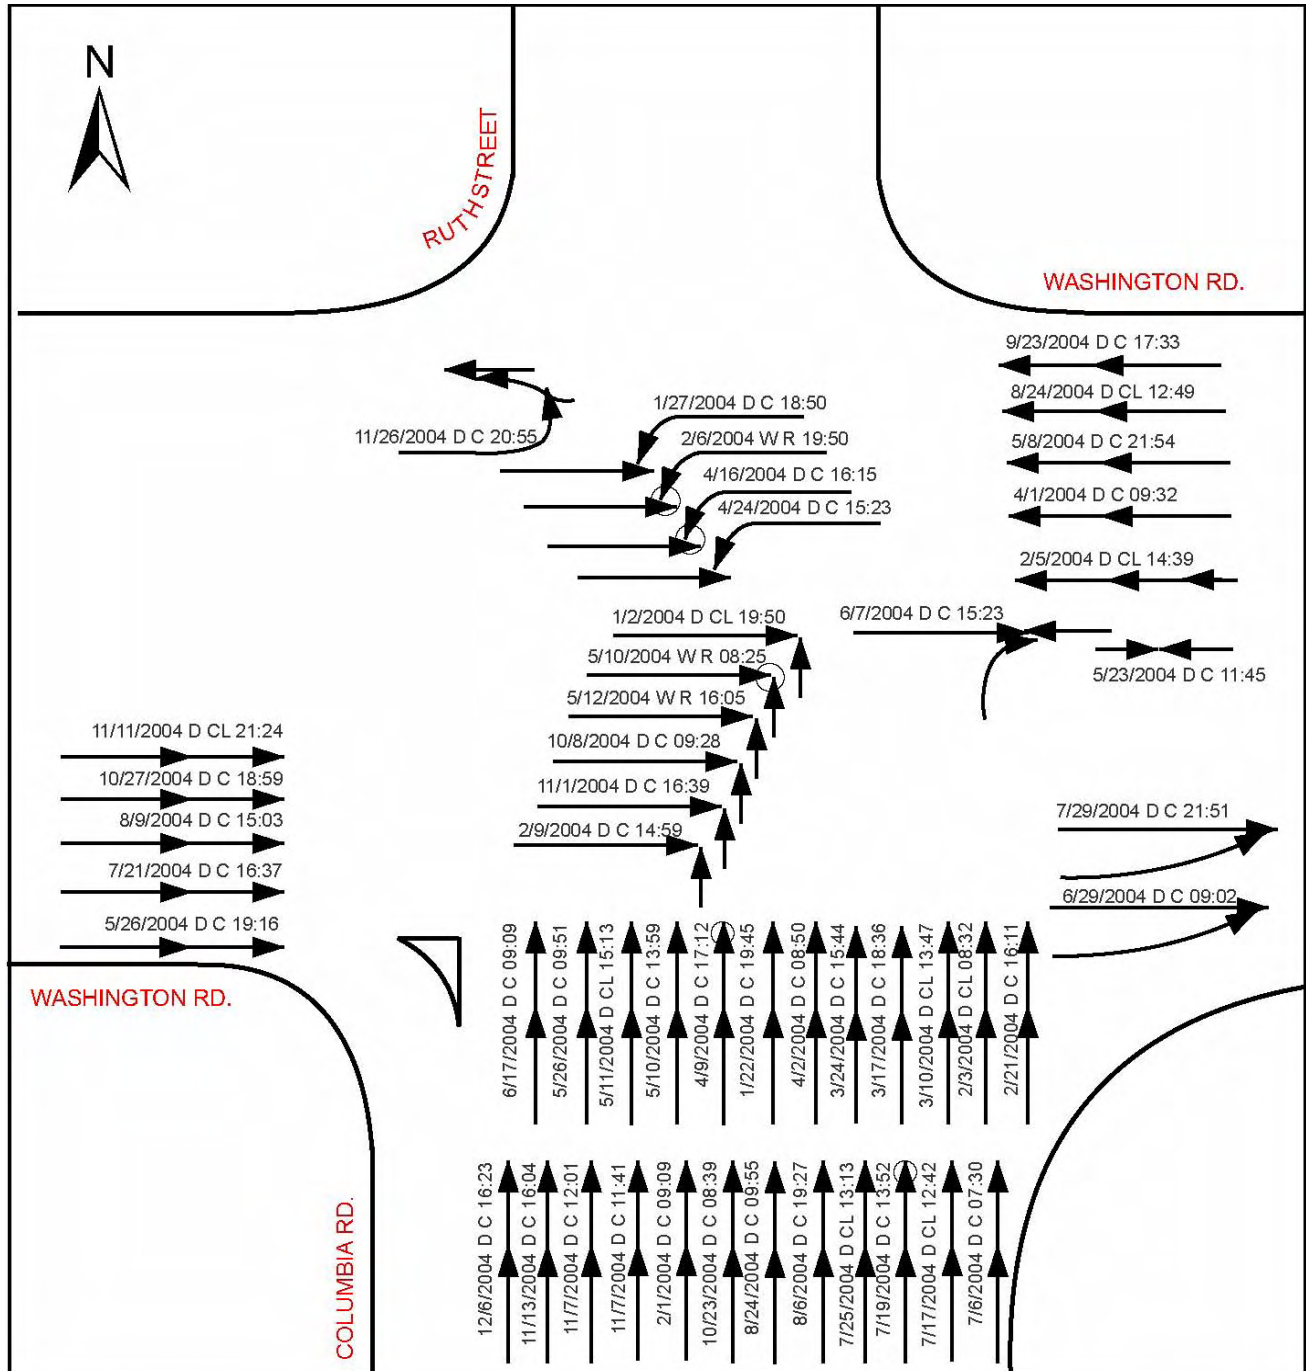 N
RUTH STREET
WASHINGTON RD.
9/23/2004 D C 17:33
8/24/2004 D CL 12:49
5/8/2004 D C 21:54
4/1/2004 D C 09:32
2/5/2004 D CL 14:39
1/27/2004 D C 18:50
2/6/2004 W R 19:50
11/26/2004 D C 20:55
4/16/2004 D C 16:15
4/24/2004 D C 15:23
1/2/2004 D CL 19:50
6/7/2004 D C 15:23
5/10/2004 W R 08:25
5/23/2004 D C 11:45
5/12/2004 W R 16:05
10/8/2004 D C 09:28
11/1/2004 D C 16:39
2/9/2004 D C 14:59
11/11/2004 D CL 21:24
10/27/2004 D C 18:59
8/9/2004 D C 15:03
7/21/2004 D C 16:37
5/26/2004 D C 19:16
7/29/2004 D C 21:51
6/29/2004 D C 09:02
WASHINGTON RD.
6/17/2004 D C 09:09
5/26/2004 D C 09:51
5/11/2004 D CL 15:13
5/10/2004 D C 13:59
4/9/2004 D C 17:12
1/22/2004 D C 19:45
4/2/2004 D C 08:50
3/24/2004 D C 15:44
3/17/2004 D C 18:36
3/10/2004 D CL 13:47
2/3/2004 D CL 08:32
2/21/2004 D C 16:11
COLUMBIA RD.
12/6/2004 D C 16:23
11/13/2004 D C 16:04
11/7/2004 D C 12:01
11/7/2004 D C 11:41
2/1/2004 D C 09:09
10/23/2004 D C 08:39
8/24/2004 D C 09:55
8/6/2004 D C 19:27
7/25/2004 D CL 13:13
7/19/2004 D C 13:52
7/17/2004 D CL 12:42
7/6/2004 D C 07:30